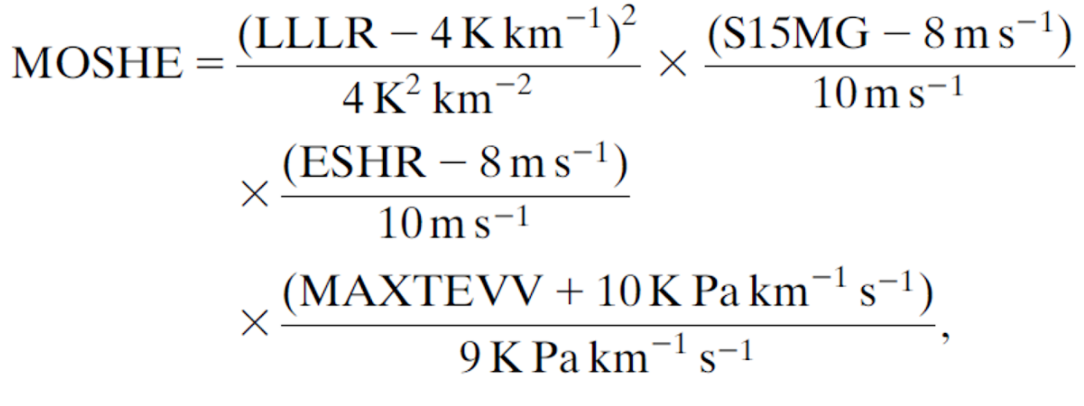 MOSHE = (LLLR − 4 K km⁻¹)² / 4 K² km⁻² × (S15MG − 8 m s⁻¹) / 10 m s⁻¹
× (ESHR − 8 m s⁻¹) / 10 m s⁻¹
× (MAXTEVV + 10 K Pa km⁻¹ s⁻¹) / 9 K Pa km⁻¹ s⁻¹,